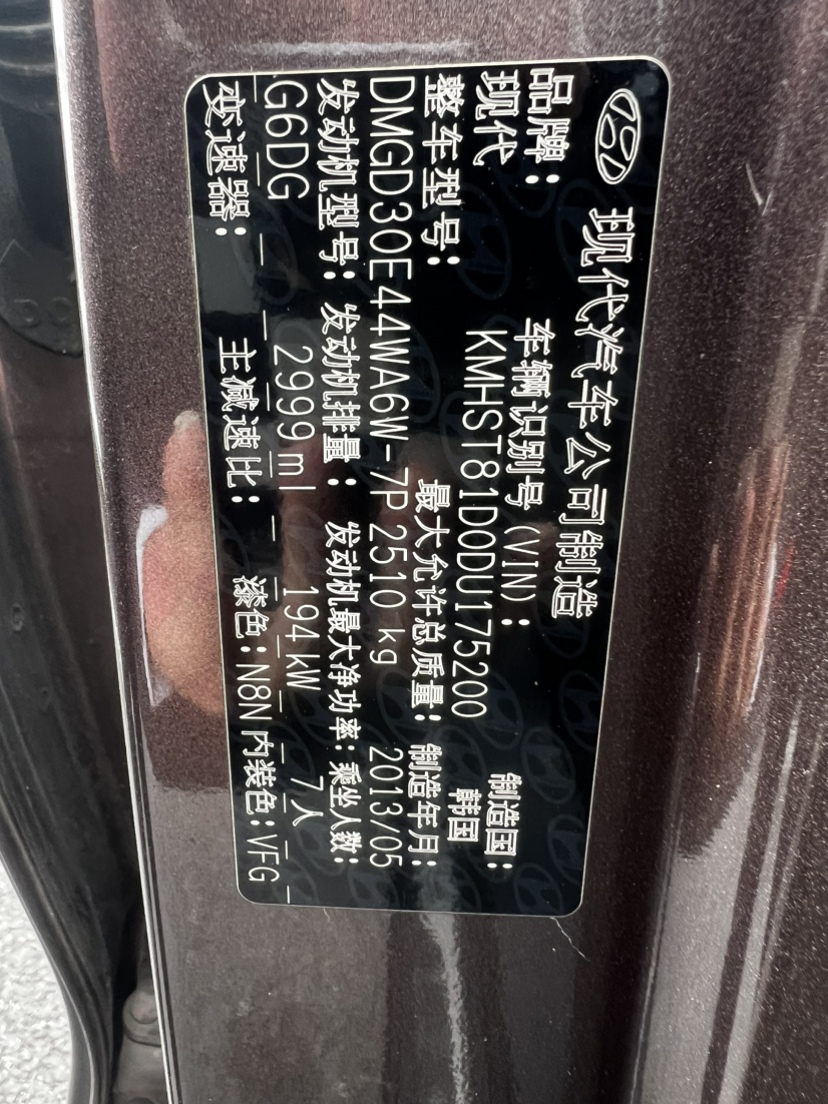 现代汽车公司制造
品牌： 车辆识别号(VIN)： 制造国：
现代 KMHST81D0DU175200 韩国
整车型号： 最大允许总质量： 制造年月：
DMGD30E44WA6W-7P 2510 kg 2013/05
发动机型号： 发动机排量： 发动机最大净功率： 乘坐人数：
G6DG 2999 ml 194kW 7人
变速器： 主减速比： 漆色：N8N 内装色：VFG